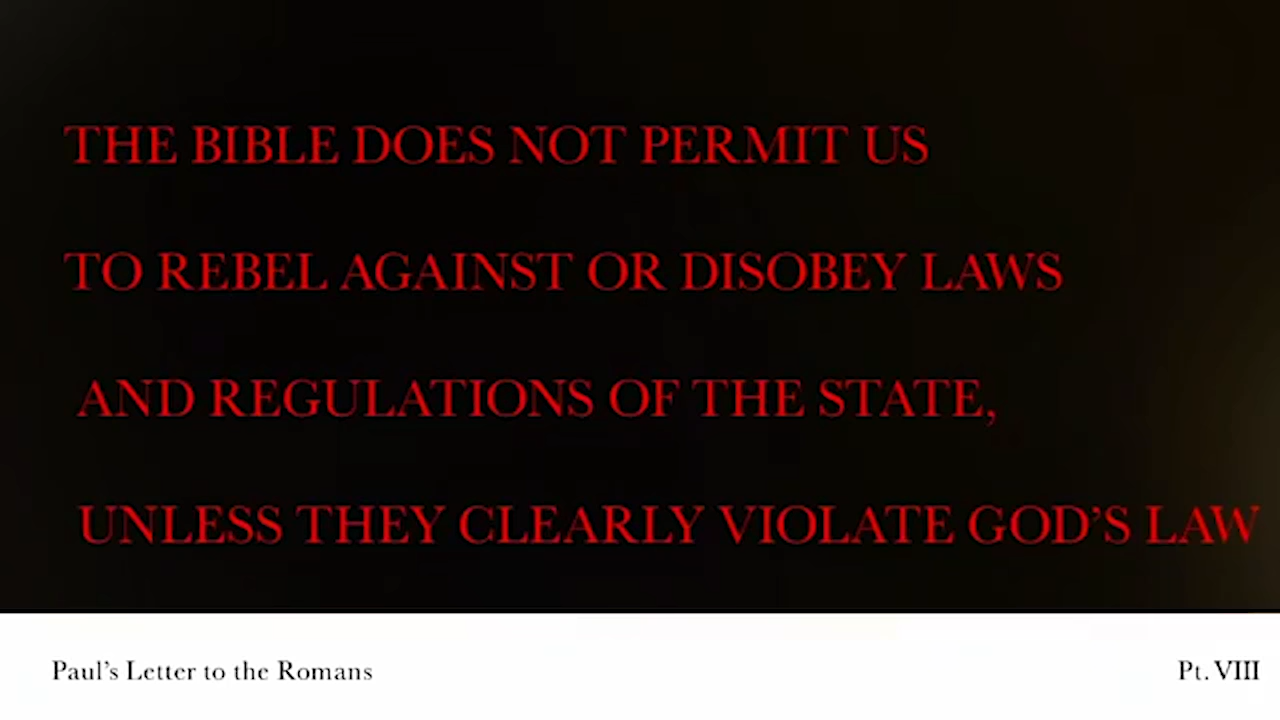 THE BIBLE DOES NOT PERMIT US
TO REBEL AGAINST OR DISOBEY LAWS
AND REGULATIONS OF THE STATE,
UNLESS THEY CLEARLY VIOLATE GOD’S LAW
Paul’s Letter to the Romans
Pt. VIII